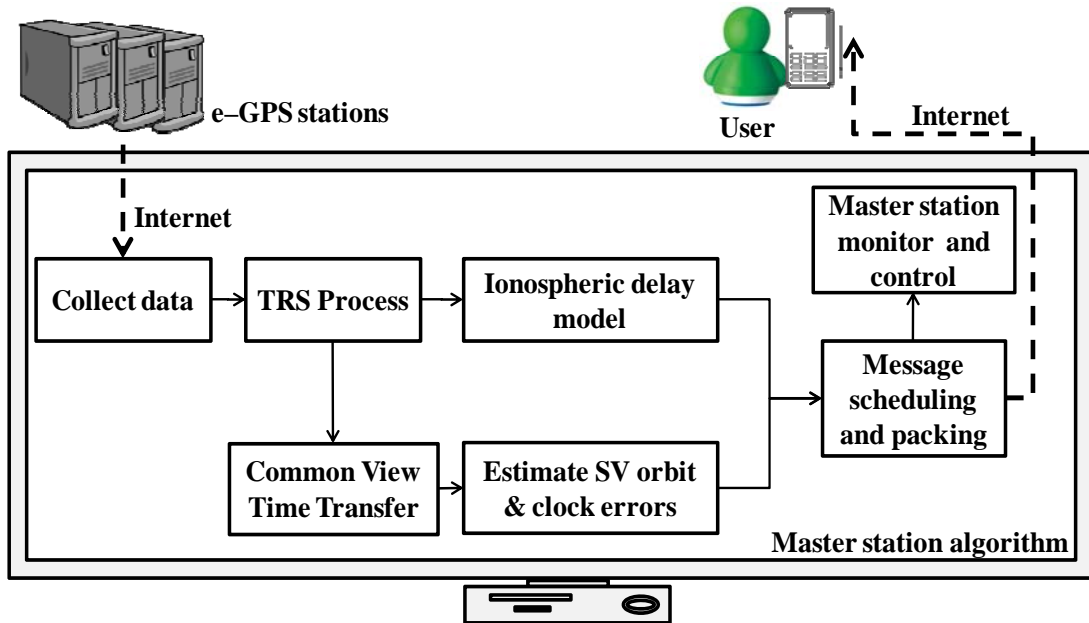 e–GPS stations
User
Internet
Internet
Master station
monitor and
control
Collect data
TRS Process
Ionospheric delay
model
Message
scheduling
and packing
Common View
Time Transfer
Estimate SV orbit
& clock errors
Master station algorithm